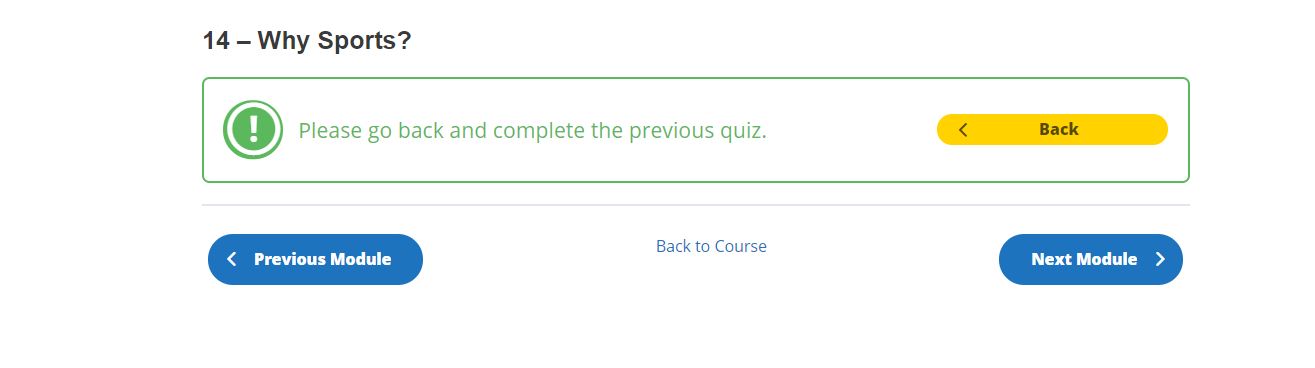 14 – Why Sports?
Please go back and complete the previous quiz.
Back
Previous Module
Back to Course
Next Module